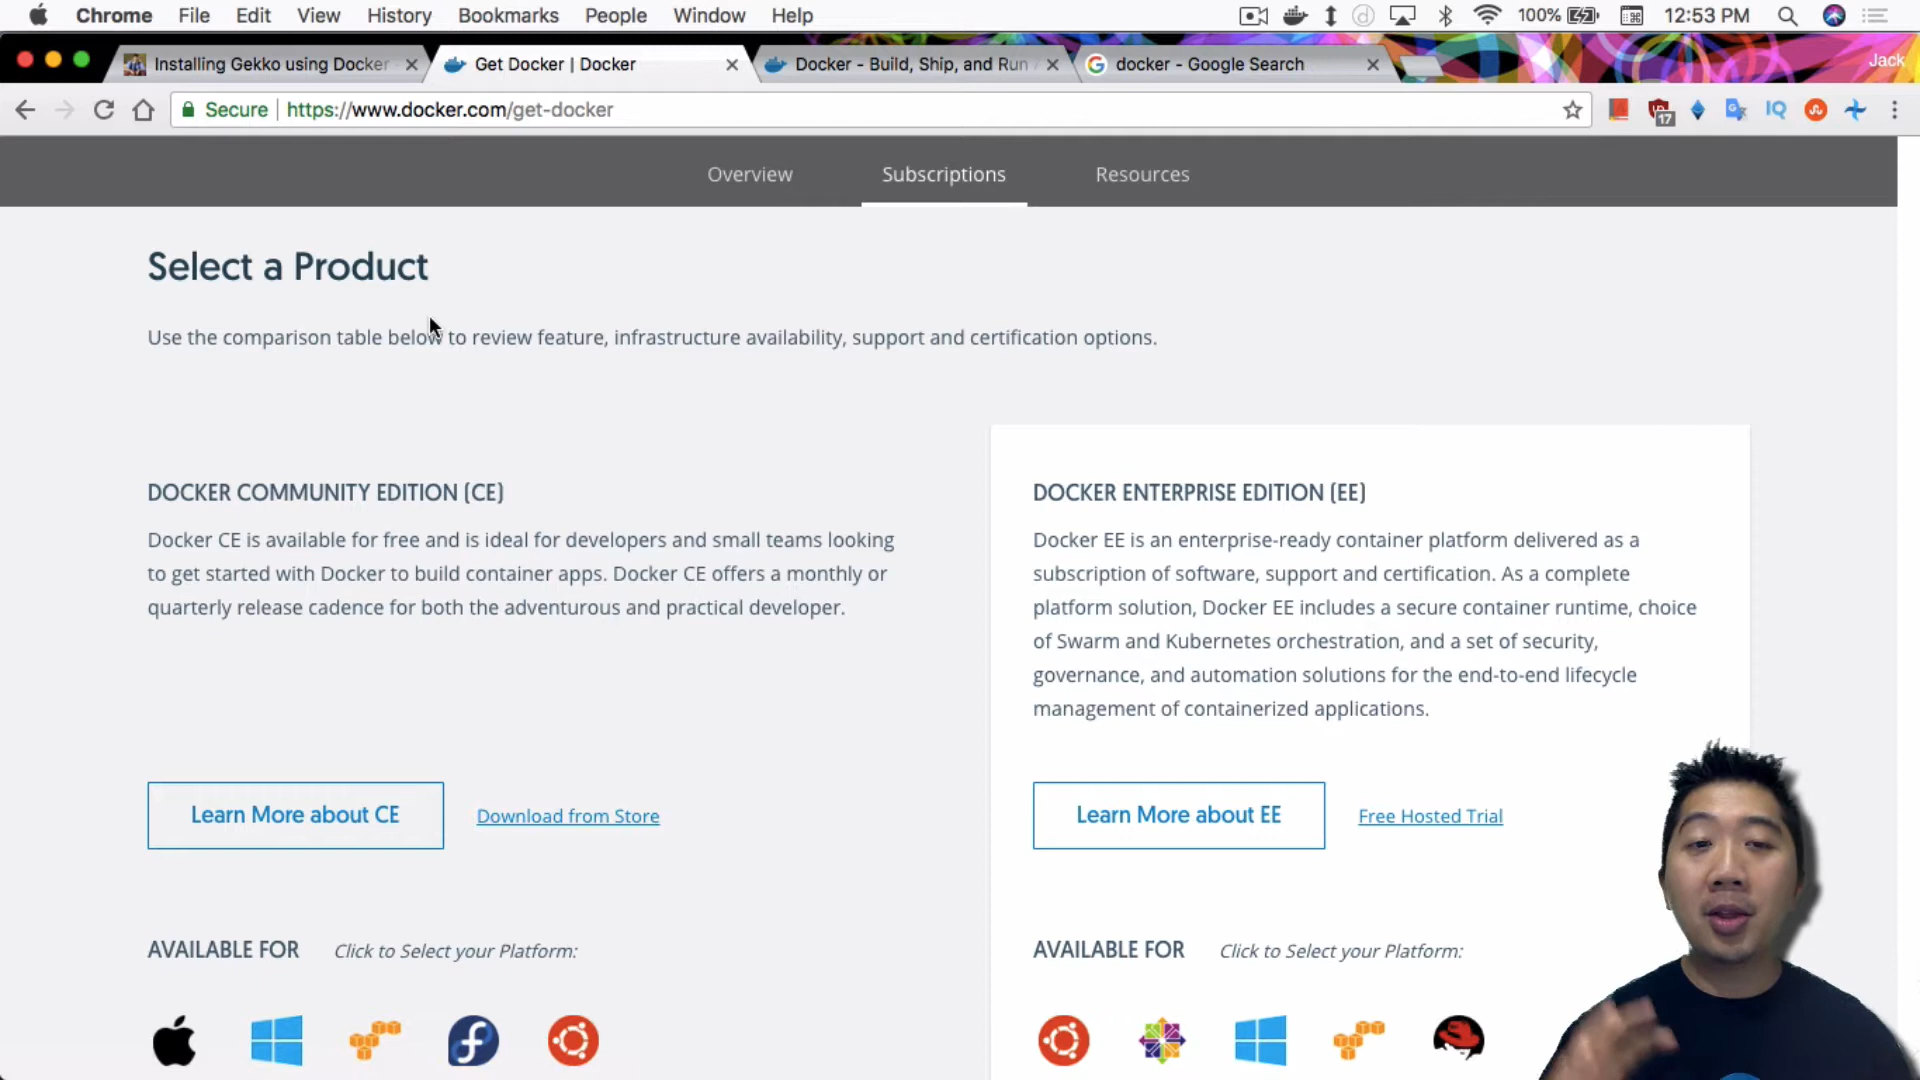 Chrome File Edit View History Bookmarks People Window Help 100% 12:53 PM
Installing Gekko using Docker
Get Docker | Docker
Docker - Build, Ship, and Run
docker - Google Search
Jack
Secure https://www.docker.com/get-docker
17
IQ
Overview Subscriptions Resources
Select a Product
Use the comparison table below to review feature, infrastructure availability, support and certification options.
DOCKER COMMUNITY EDITION (CE)
Docker CE is available for free and is ideal for developers and small teams looking
to get started with Docker to build container apps. Docker CE offers a monthly or
quarterly release cadence for both the adventurous and practical developer.
Learn More about CE
Download from Store
AVAILABLE FOR Click to Select your Platform:
DOCKER ENTERPRISE EDITION (EE)
Docker EE is an enterprise-ready container platform delivered as a
subscription of software, support and certification. As a complete
platform solution, Docker EE includes a secure container runtime, choice
of Swarm and Kubernetes orchestration, and a set of security,
governance, and automation solutions for the end-to-end lifecycle
management of containerized applications.
Learn More about EE
Free Hosted Trial
AVAILABLE FOR Click to Select your Platform: